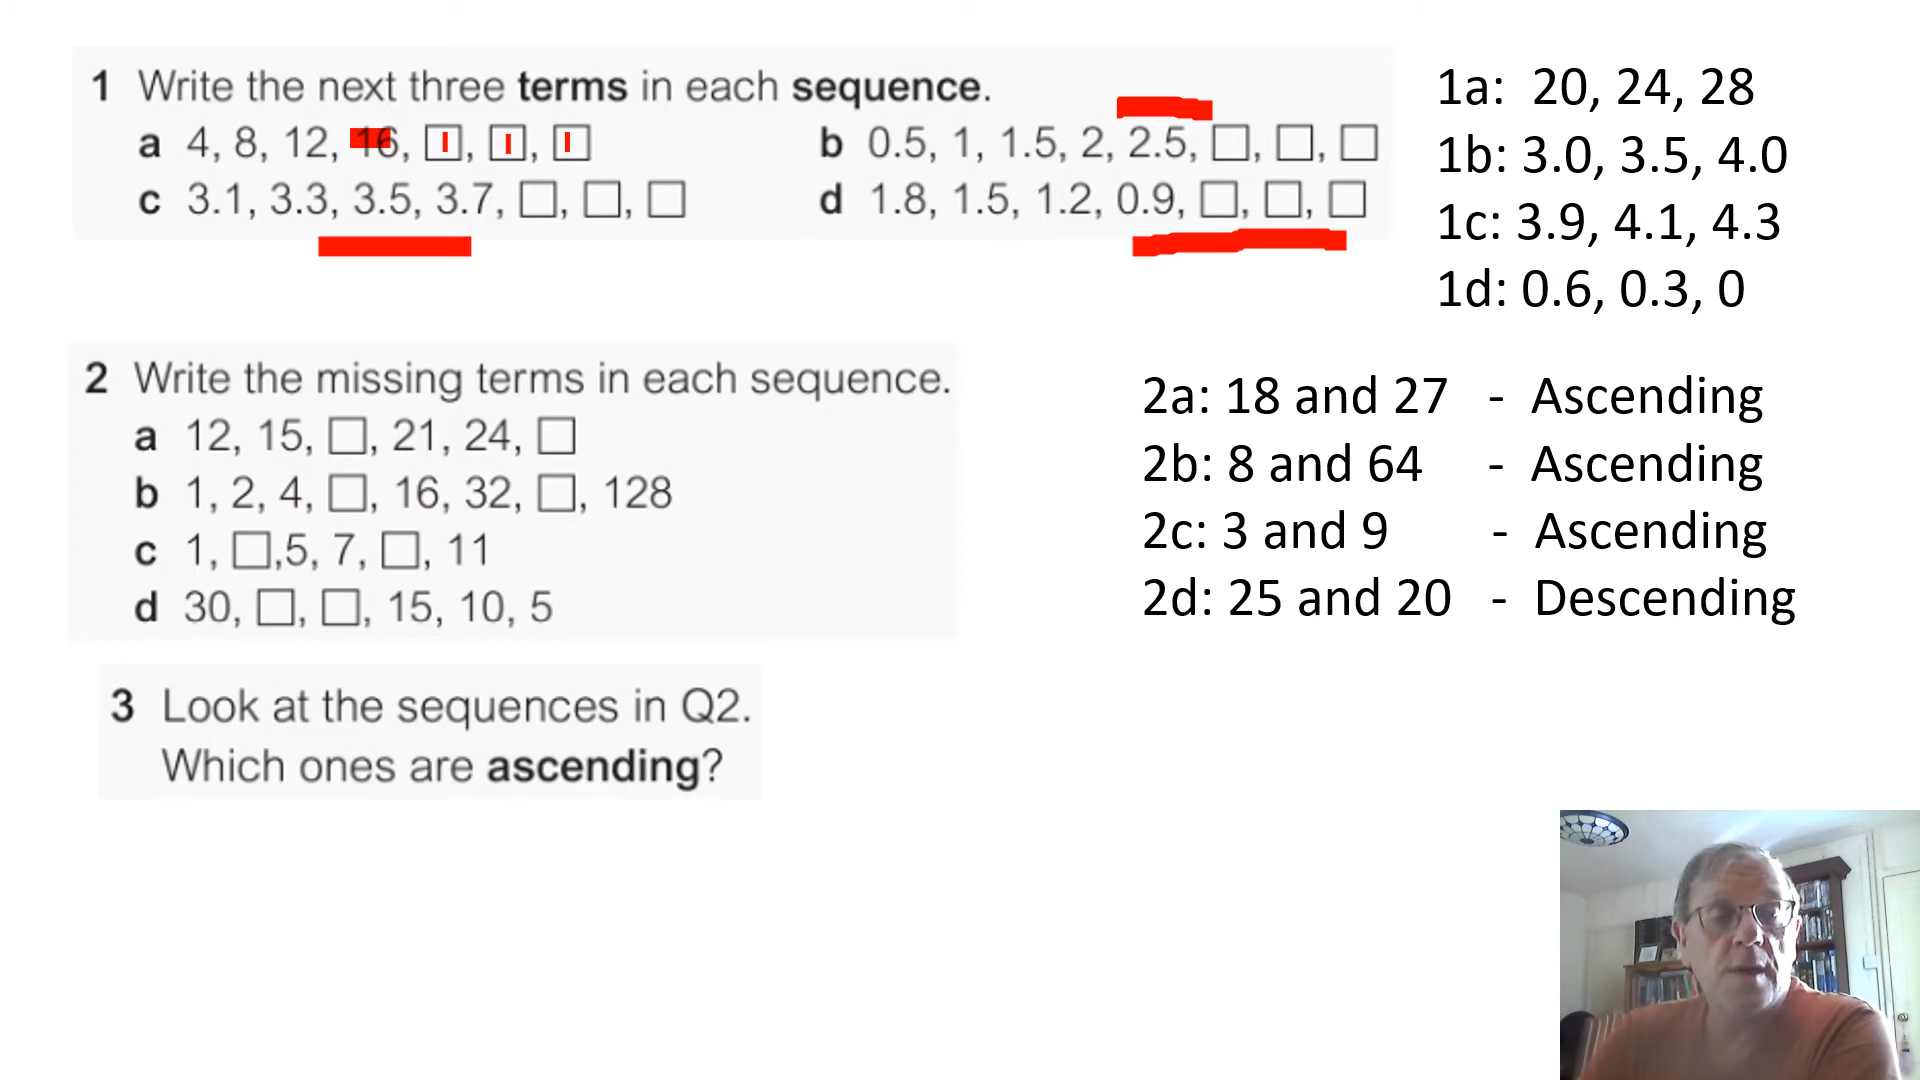 1 Write the next three terms in each sequence.
a 4, 8, 12, 16, □, □, □
b 0.5, 1, 1.5, 2, 2.5, □, □, □
c 3.1, 3.3, 3.5, 3.7, □, □, □
d 1.8, 1.5, 1.2, 0.9, □, □, □
1a: 20, 24, 28
1b: 3.0, 3.5, 4.0
1c: 3.9, 4.1, 4.3
1d: 0.6, 0.3, 0
2 Write the missing terms in each sequence.
a 12, 15, □, 21, 24, □
b 1, 2, 4, □, 16, 32, □, 128
c 1, □,5, 7, □, 11
d 30, □, □, 15, 10, 5
2a: 18 and 27 - Ascending
2b: 8 and 64 - Ascending
2c: 3 and 9 - Ascending
2d: 25 and 20 - Descending
3 Look at the sequences in Q2.
Which ones are ascending?